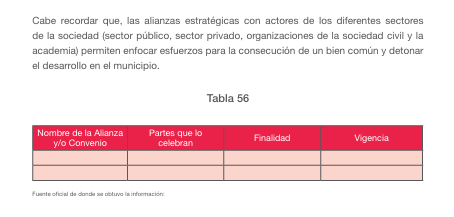 Cabe recordar que, las alianzas estratégicas con actores de los diferentes sectores
de la sociedad (sector público, sector privado, organizaciones de la sociedad civil y la
academia) permiten enfocar esfuerzos para la consecución de un bien común y detonar
el desarrollo en el municipio.
Tabla 56
Nombre de la Alianza
y/o Convenio
Partes que lo
celebran
Finalidad
Vigencia
Fuente oficial de donde se obtuvo la información: